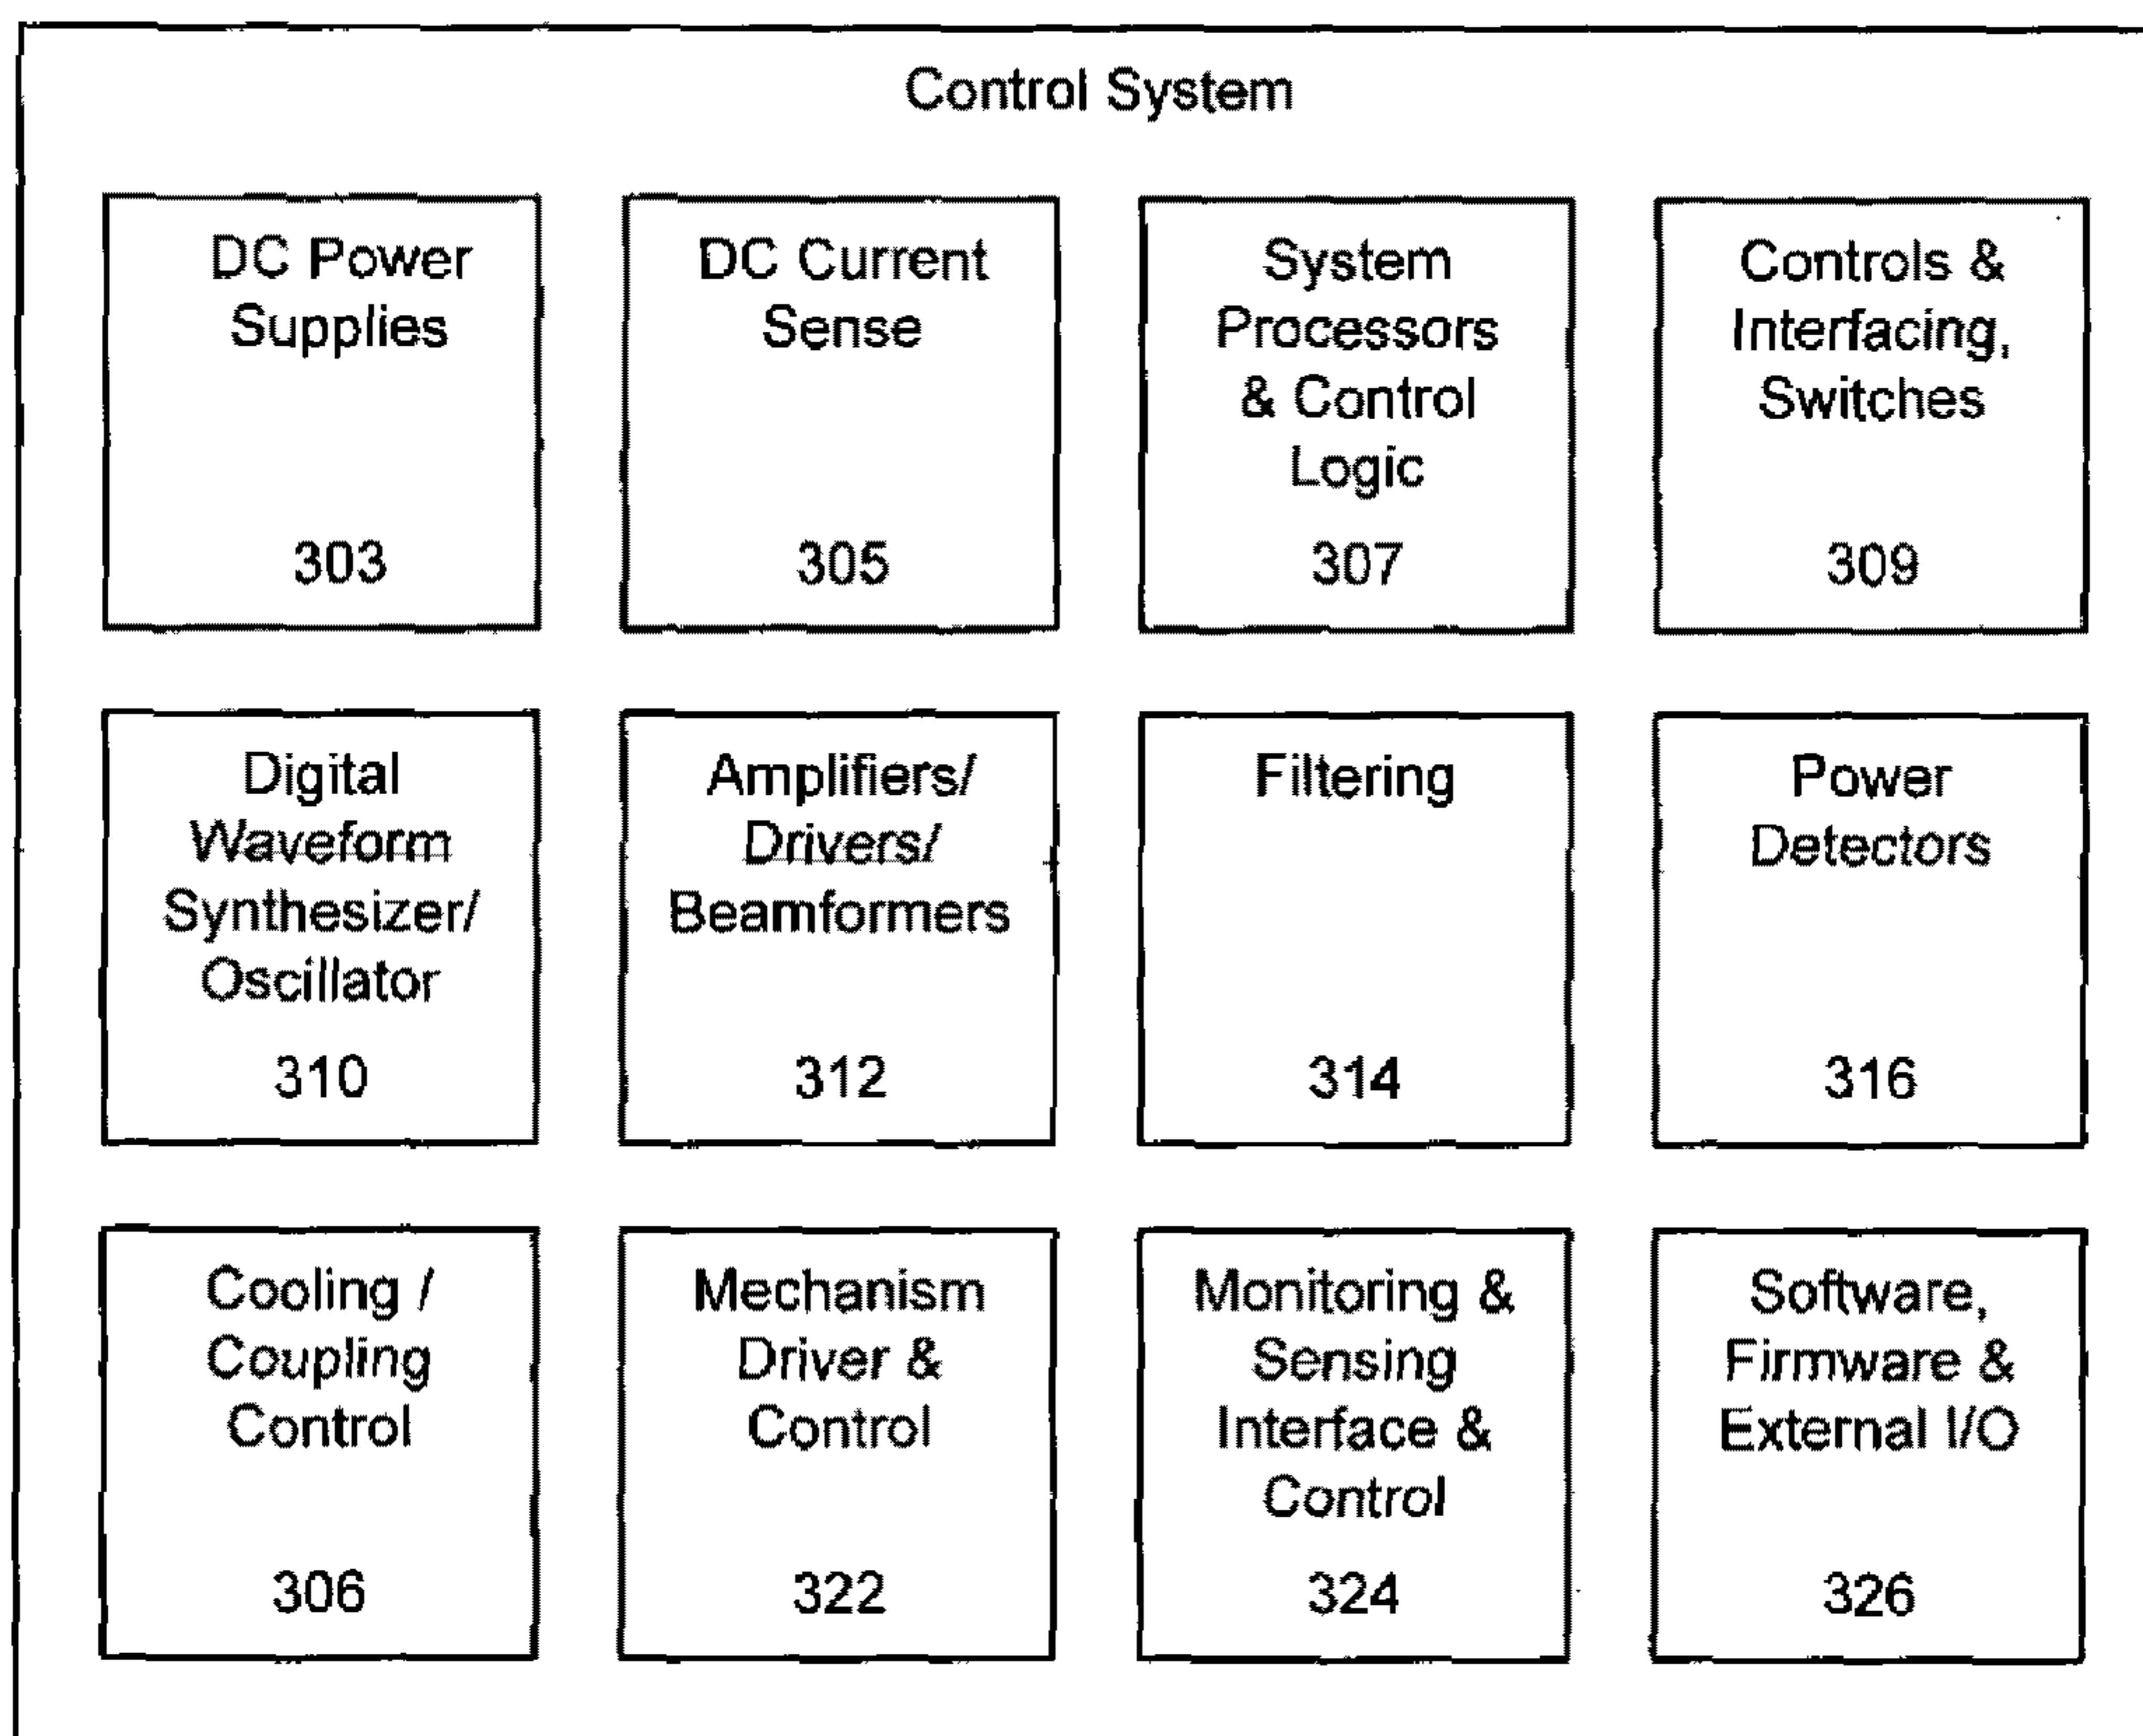 Control System
DC Power
Supplies
303
DC Current
Sense
305
System
Processors
& Control
Logic
307
Controls &
Interfacing,
Switches
309
Digital
Waveform
Synthesizer/
Oscillator
310
Amplifiers/
Drivers/
Beamformers
312
Filtering
314
Power
Detectors
316
Cooling /
Coupling
Control
306
Mechanism
Driver &
Control
322
Monitoring &
Sensing
Interface &
Control
324
Software,
Firmware &
External I/O
326